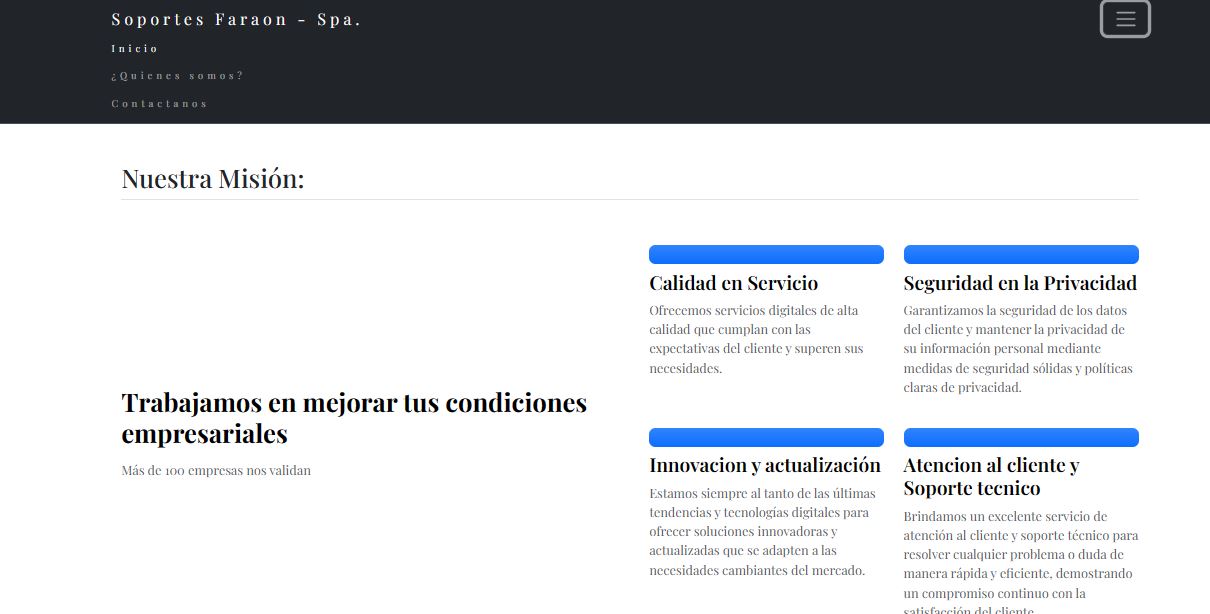 Soportes Faraon - Spa.
Inicio
¿Quienes somos?
Contactanos
Nuestra Misión:
Trabajamos en mejorar tus condiciones
empresariales
Más de 100 empresas nos validan
Calidad en Servicio
Ofrecemos servicios digitales de alta
calidad que cumplan con las
expectativas del cliente y superen sus
necesidades.
Seguridad en la Privacidad
Garantizamos la seguridad de los datos
del cliente y mantener la privacidad de
su información personal mediante
medidas de seguridad sólidas y políticas
claras de privacidad.
Innovacion y actualización
Estamos siempre al tanto de las últimas
tendencias y tecnologías digitales para
ofrecer soluciones innovadoras y
actualizadas que se adapten a las
necesidades cambiantes del mercado.
Atencion al cliente y
Soporte tecnico
Brindamos un excelente servicio de
atención al cliente y soporte técnico para
resolver cualquier problema o duda de
manera rápida y eficiente, demostrando
un compromiso continuo con la
satisfacción del cliente